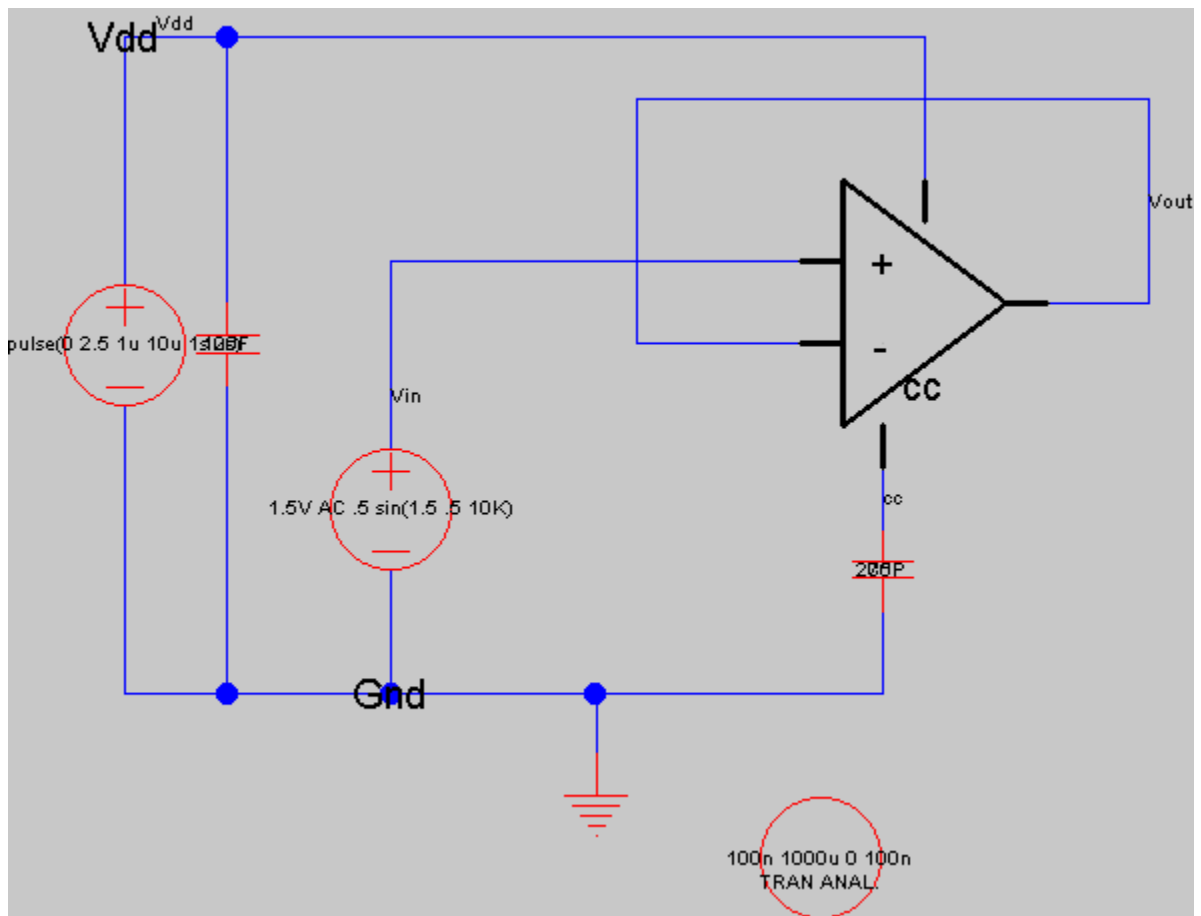 Vdd
Vdd
Vout
+
-
cc
pulse(0 2.5 1u 10u
Vin
1.5V AC .5 sin(1.5 .5 10K)
cc
Gnd
100n 1000u 0 100n
TRAN ANAL.